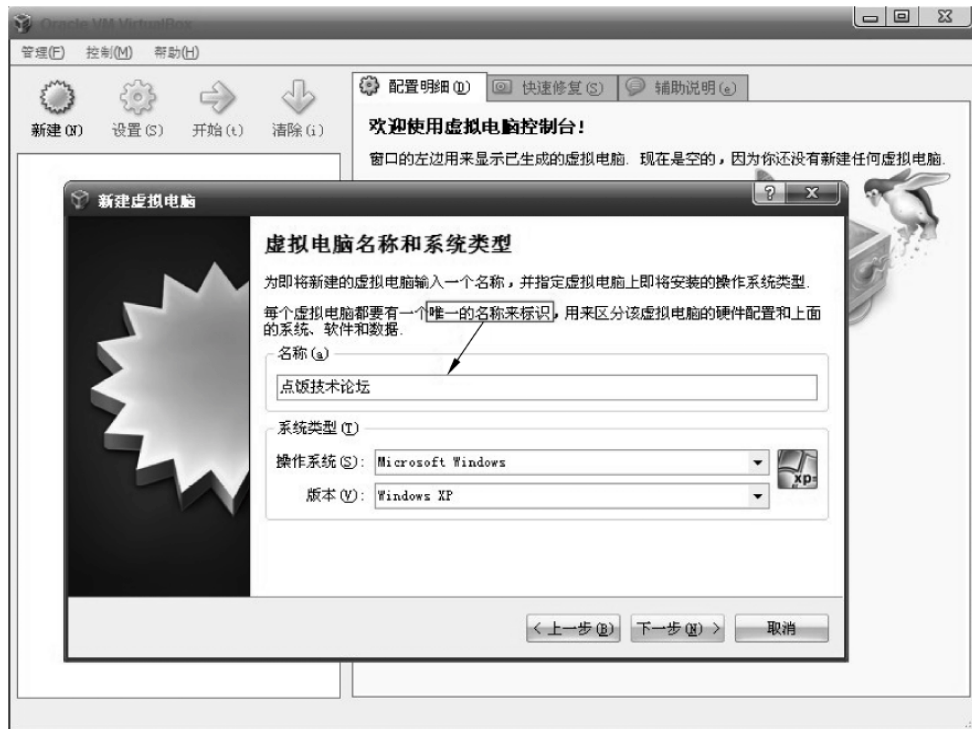 Oracle VM VirtualBox
管理(F) 控制(M) 帮助(H)
新建(N) 设置(S) 开始(t) 清除(i)
配置明细(D) 快速修复(S) 辅助说明(e)
欢迎使用虚拟电脑控制台!
窗口的左边用来显示已生成的虚拟电脑. 现在是空的,因为你还没有新建任何虚拟电脑.
新建虚拟电脑
虚拟电脑名称和系统类型
为即将新建的虚拟电脑输入一个名称,并指定虚拟电脑上即将安装的操作系统类型.
每个虚拟电脑都要有一个唯一的名称来标识,用来区分该虚拟电脑的硬件配置和上面
的系统、软件和数据.
名称(a)
点饭技术论坛
系统类型(T)
操作系统(S): Microsoft Windows
xp
版本(V): Windows XP
< 上一步(B) 下一步(N) > 取消